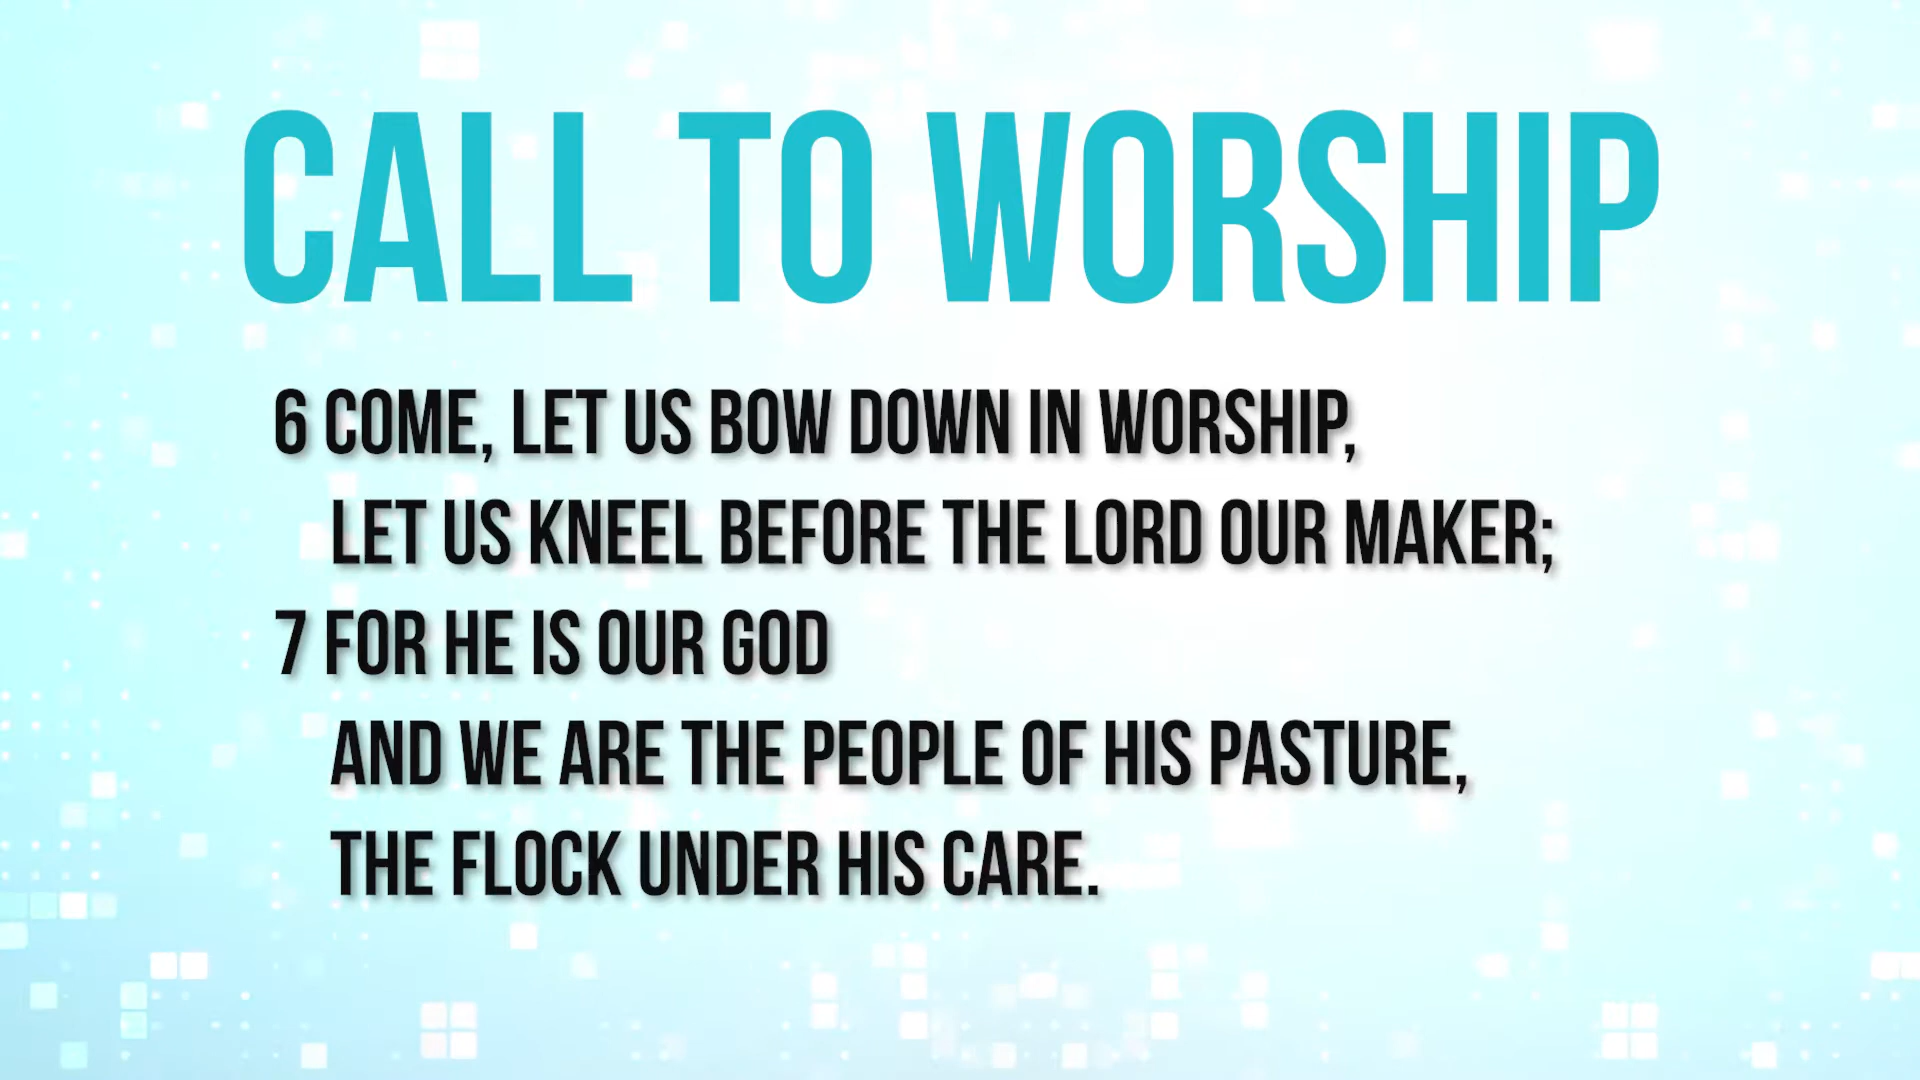 CALL TO WORSHIP
6 COME, LET US BOW DOWN IN WORSHIP,
LET US KNEEL BEFORE THE LORD OUR MAKER;
7 FOR HE IS OUR GOD
AND WE ARE THE PEOPLE OF HIS PASTURE,
THE FLOCK UNDER HIS CARE.